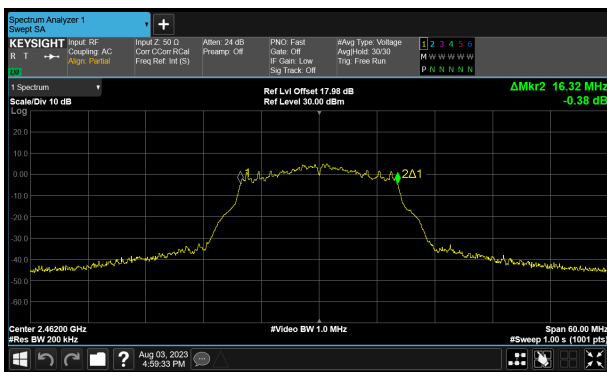 Spectrum Analyzer 1
Swept SA
KEYSIGHT
R T
Input: RF
Coupling: AC
Align: Partial
Input Z: 50 Ω
Corr CCorr RCal
Freq Ref: Int (S)
Atten: 24 dB
Preamp: Off
PNO: Fast
Gate: Off
IF Gain: Low
Sig Track: Off
#Avg Type: Voltage
Avg|Hold: 30/30
Trig: Free Run
1 2 3 4 5 6
M W W W W W
P N N N N N
1 Spectrum
Scale/Div 10 dB
Ref Lvl Offset 17.98 dB
Ref Level 30.00 dBm
ΔMkr2 16.32 MHz
-0.38 dB
Log
20.0
10.0
0.00
-10.0
-20.0
-30.0
-40.0
-50.0
-60.0
1
2Δ1
Center 2.46200 GHz
#Res BW 200 kHz
#Video BW 1.0 MHz
Span 60.00 MHz
#Sweep 1.00 s (1001 pts)
Aug 03, 2023
4:59:33 PM